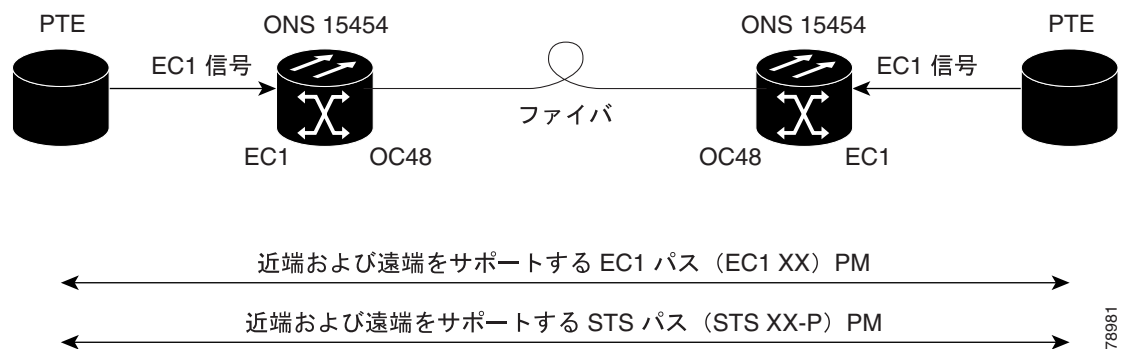 PTE
ONS 15454
ONS 15454
PTE
EC1 信号
EC1 信号
ファイバ
EC1
OC48
OC48
EC1
近端および遠端をサポートする EC1 パス（EC1 XX）PM
近端および遠端をサポートする STS パス（STS XX-P）PM
78981